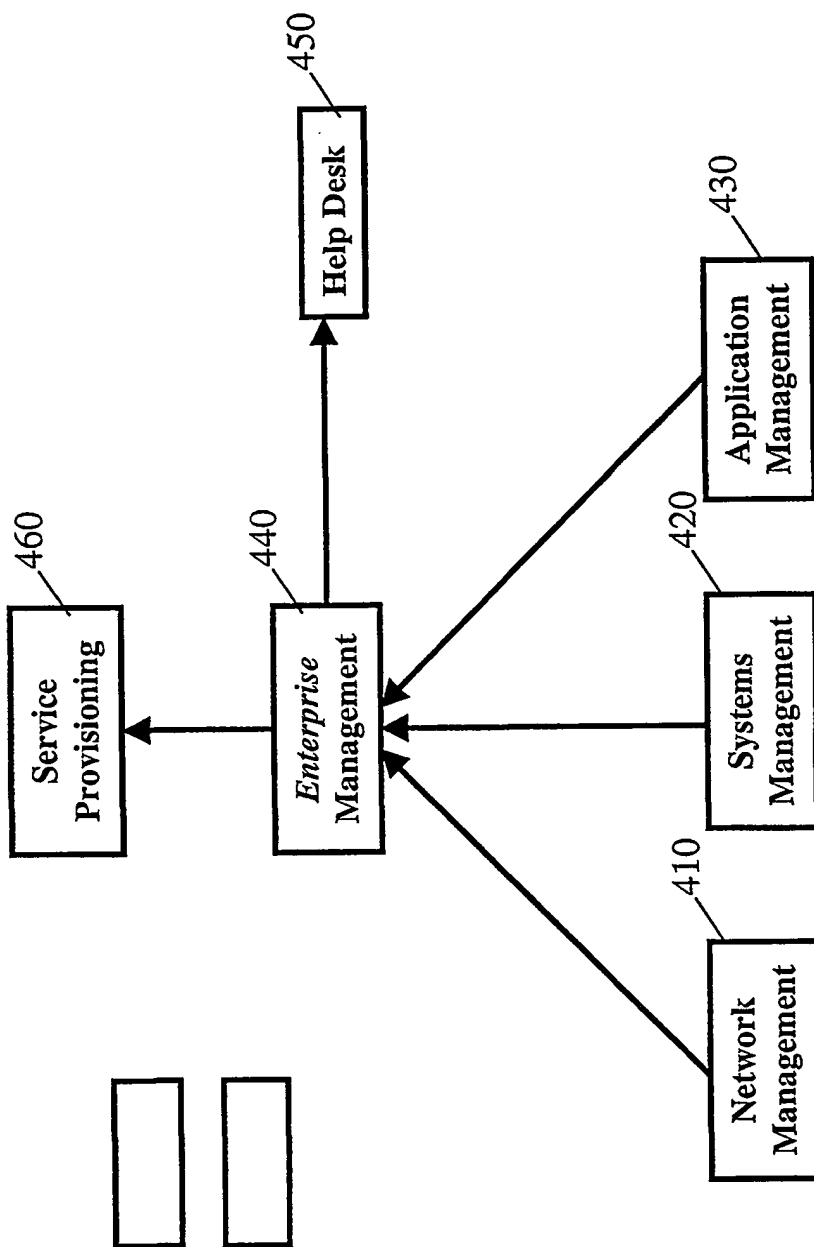 460
Service
Provisioning
440
Enterprise
Management
450
Help Desk
410
Network
Management
420
Systems
Management
430
Application
Management